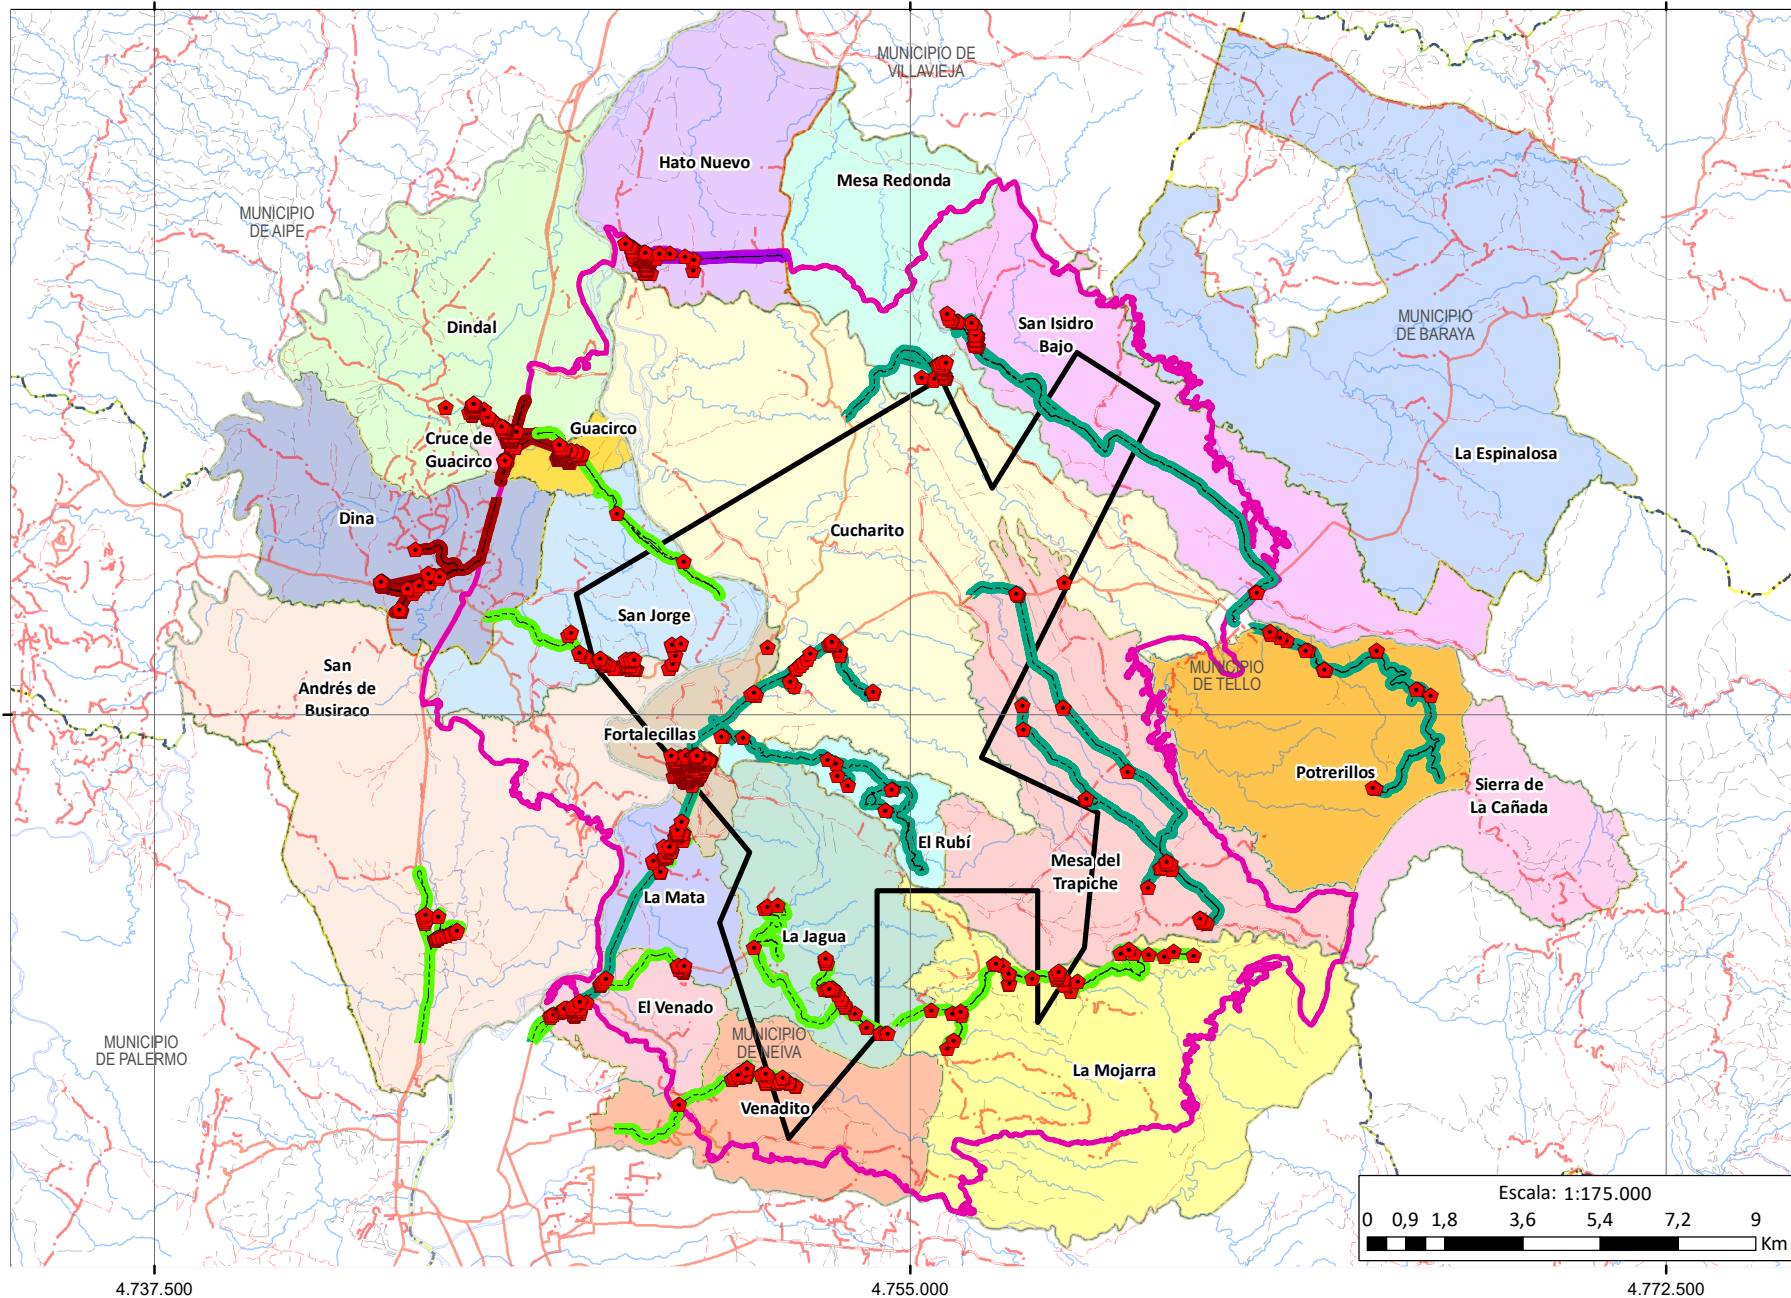 MUNICIPIO DE
VILLAVIEJA
Hato Nuevo
Mesa Redonda
MUNICIPIO
DE AIPE
Dindal
San Isidro
Bajo
MUNICIPIO
DE BARAYA
Guacirco
Cruce de
Guacirco
La Espinalosa
Dina
Cucharito
San Jorge
San
Andrés de
Busiraco
MUNICIPIO
DE TELLO
Fortalecillas
Potrerillos
Sierra de
La Cañada
El Rubí
Mesa del
Trapiche
La Mata
La Jagua
El Venado
MUNICIPIO
DE NEIVA
MUNICIPIO
DE PALERMO
La Mojarra
Venadito
Escala: 1:175.000
0 0,9 1,8 3,6 5,4 7,2 9
Km
4.737.500 4.755.000 4.772.500